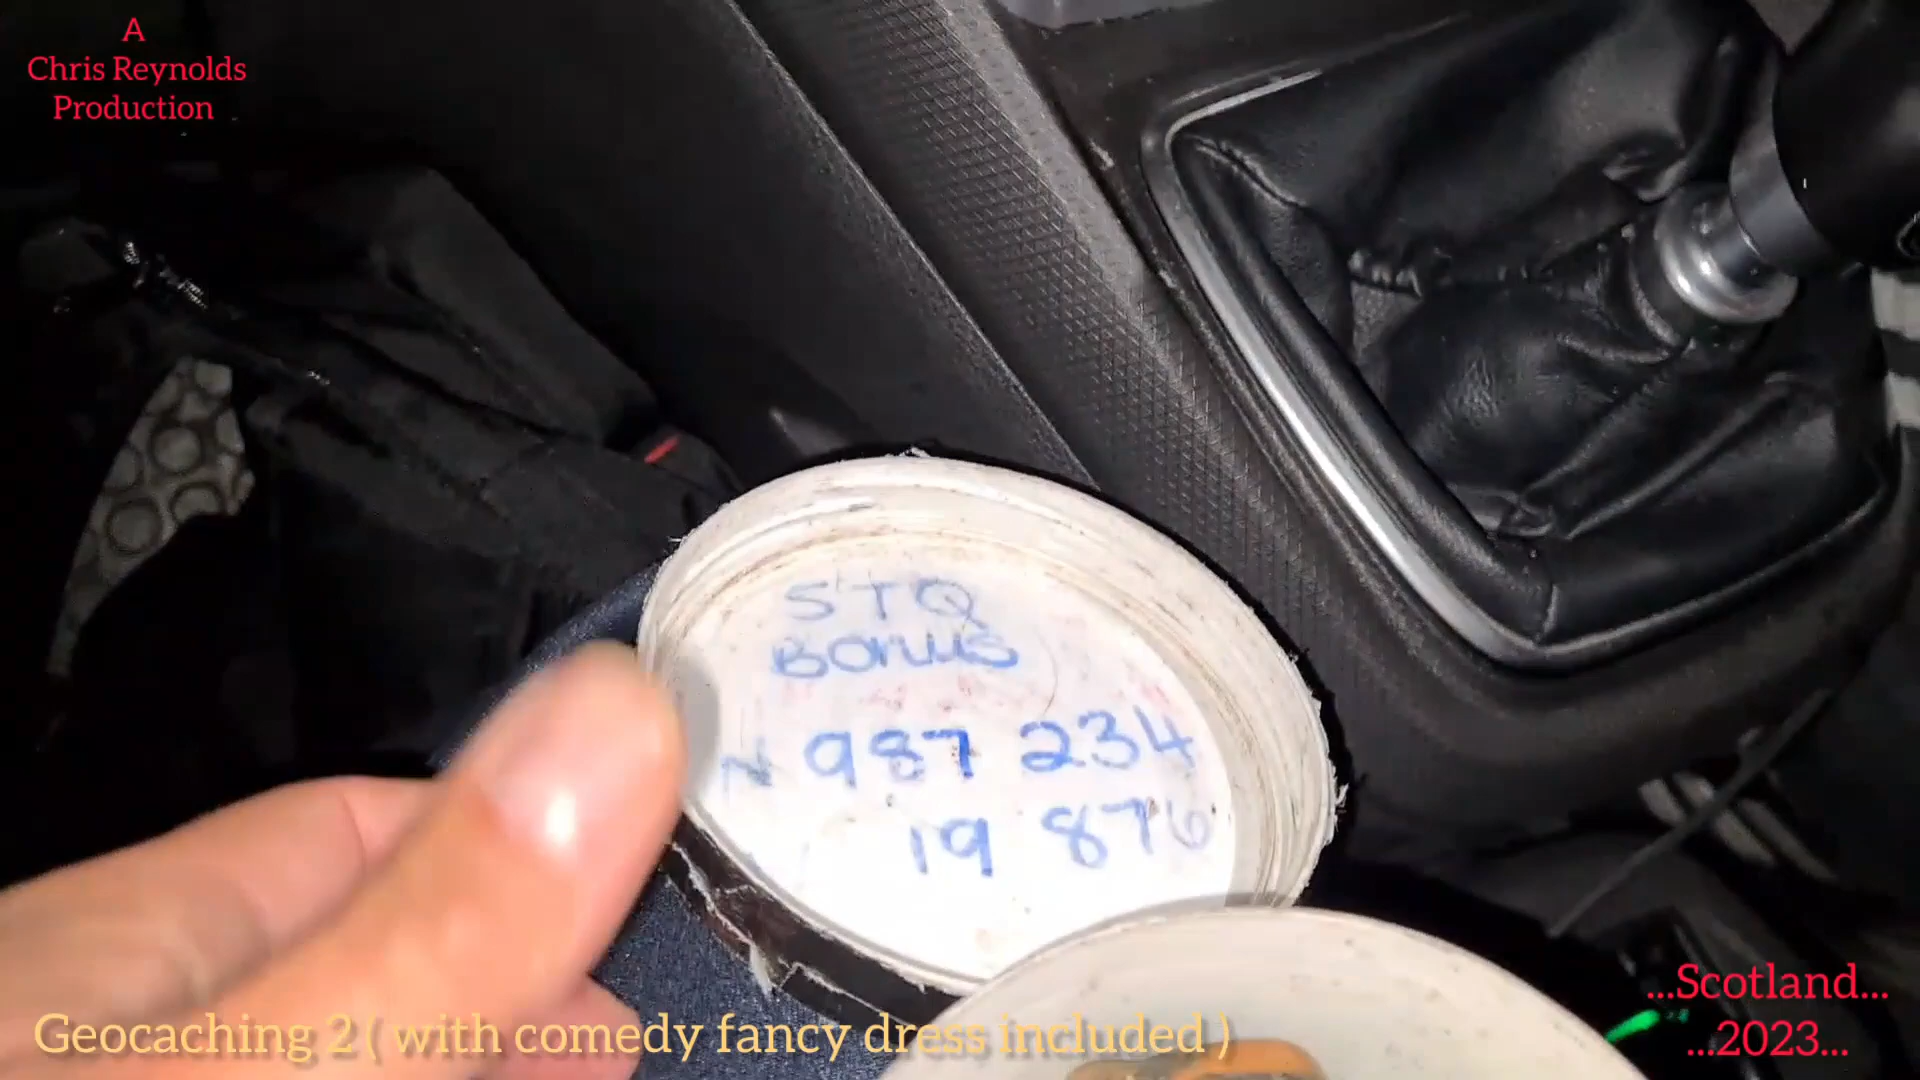 A
Chris Reynolds
Production
STQ
Bonus
N 987 234
19 876
...Scotland...
...2023...
Geocaching 2 ( with comedy fancy dress included )